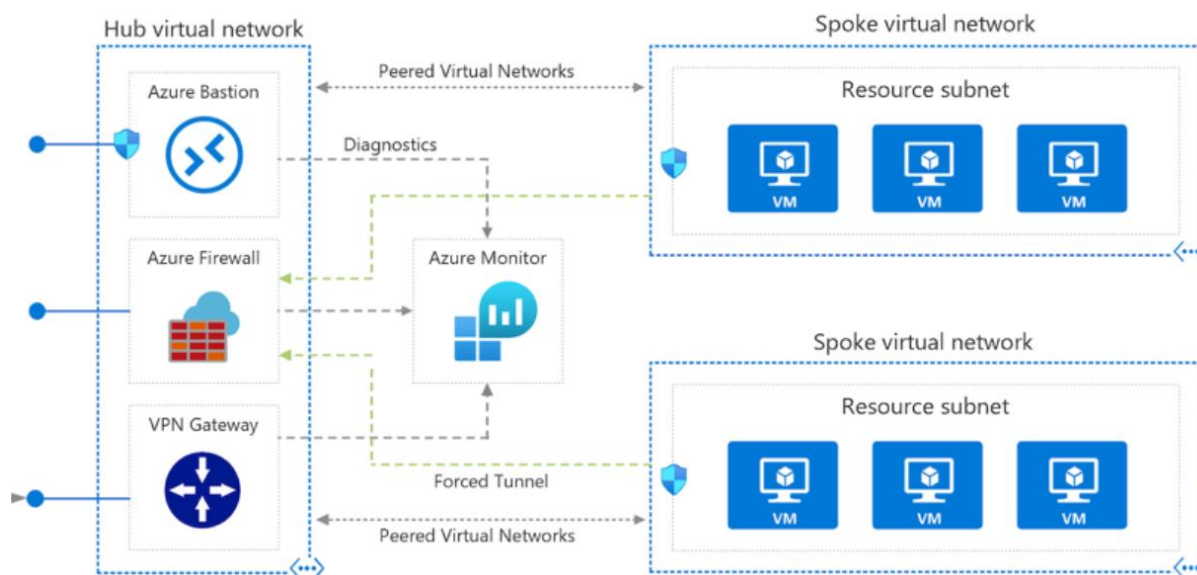 Hub virtual network
Azure Bastion
Azure Firewall
VPN Gateway
Peered Virtual Networks
Diagnostics
Azure Monitor
Forced Tunnel
Peered Virtual Networks
Spoke virtual network
Resource subnet
VM
VM
VM
Spoke virtual network
Resource subnet
VM
VM
VM